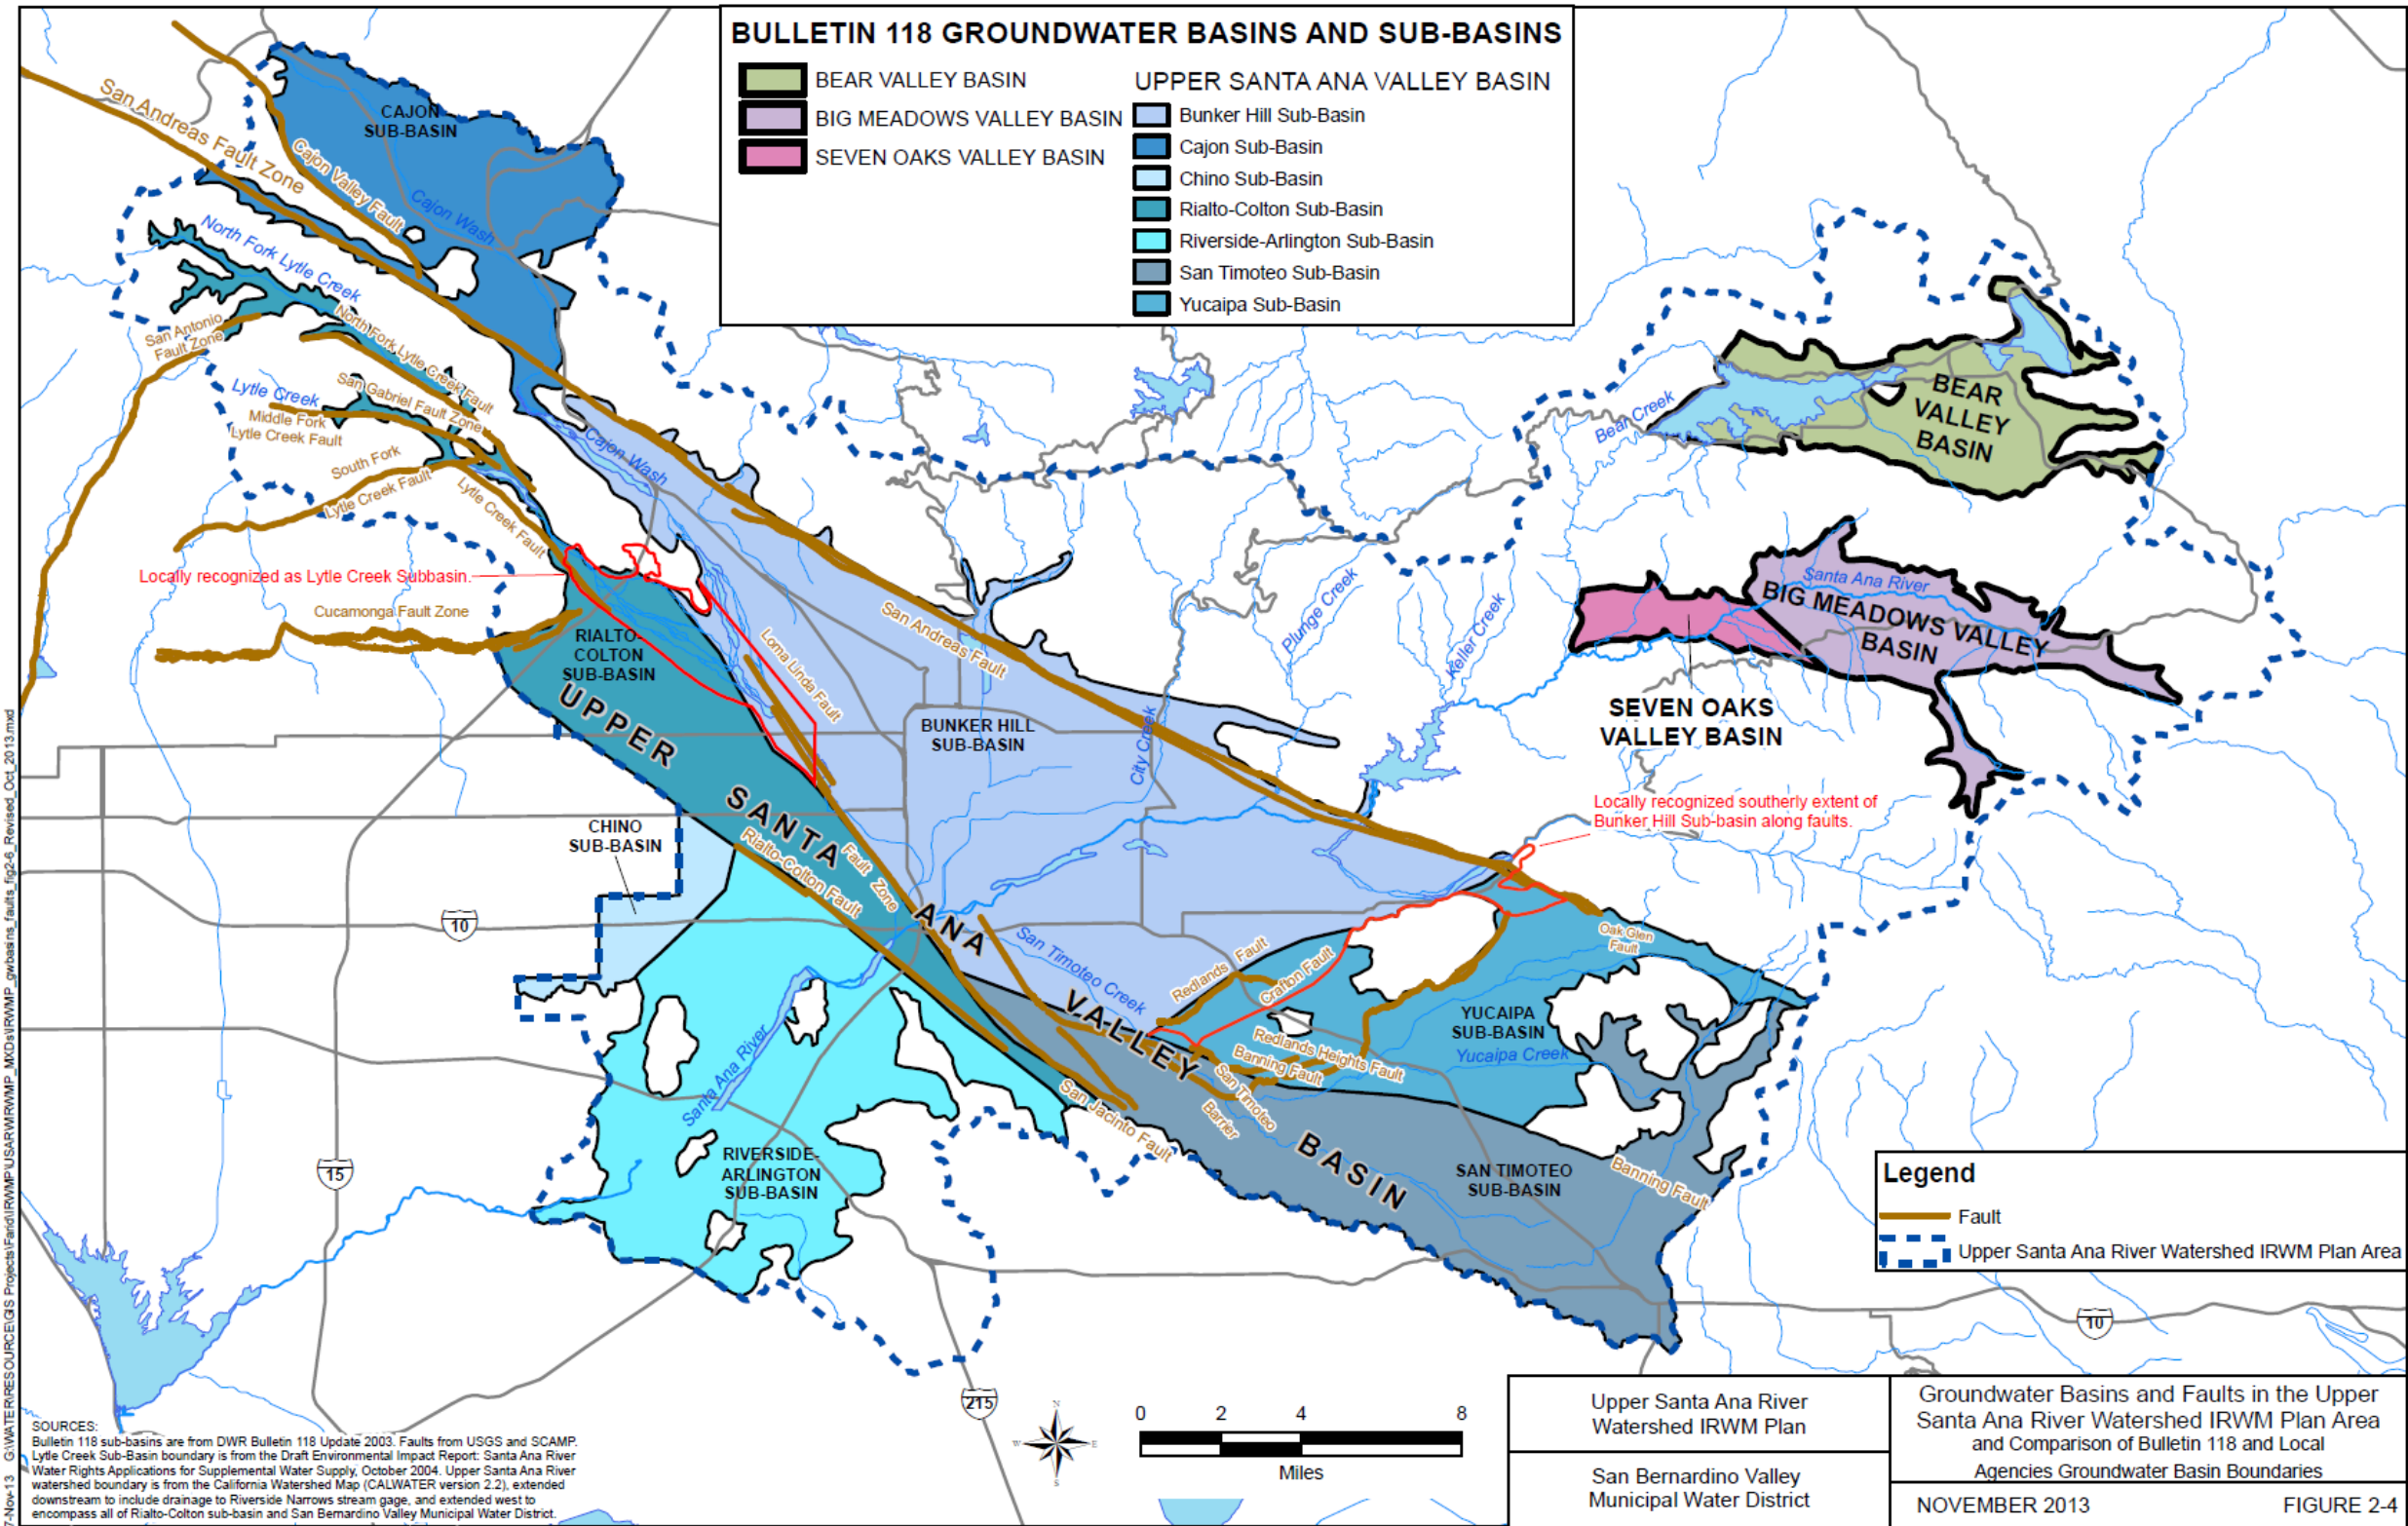 BULLETIN 118 GROUNDWATER BASINS AND SUB-BASINS
BEAR VALLEY BASIN
BIG MEADOWS VALLEY BASIN
SEVEN OAKS VALLEY BASIN
UPPER SANTA ANA VALLEY BASIN
Bunker Hill Sub-Basin
Cajon Sub-Basin
Chino Sub-Basin
Rialto-Colton Sub-Basin
Riverside-Arlington Sub-Basin
San Timoteo Sub-Basin
Yucaipa Sub-Basin
CAJON
SUB-BASIN
San Andreas Fault Zone
Cajon Valley Fault
Cajon Wash
North Fork Lytle Creek
San Antonio
Fault Zone
North Fork Lytle Creek Fault
San Gabriel Fault Zone
Lytle Creek
Middle Fork
Lytle Creek Fault
South Fork
Lytle Creek Fault
Lytle Creek Fault
Cajon Wash
Locally recognized as Lytle Creek Subbasin.
Cucamonga Fault Zone
RIALTO-
COLTON
SUB-BASIN
Loma Linda Fault
San Andreas Fault
BUNKER HILL
SUB-BASIN
City Creek
Plunge Creek
Keller Creek
Bear Creek
BEAR
VALLEY
BASIN
Santa Ana River
BIG MEADOWS VALLEY
BASIN
SEVEN OAKS
VALLEY BASIN
Locally recognized southerly extent of
Bunker Hill Sub-basin along faults.
UPPER
SANTA
ANA
VALLEY
BASIN
CHINO
SUB-BASIN
Rialto-Colton Fault
Fault Zone
10
San Timoteo Creek
Redlands Fault
Crafton Fault
Oak Glen
Fault
YUCAIPA
SUB-BASIN
Yucaipa Creek
Redlands Heights Fault
Banning Fault
San Timoteo
Barrier
Santa Ana River
San Jacinto Fault
RIVERSIDE-
ARLINGTON
SUB-BASIN
SAN TIMOTEO
SUB-BASIN
Banning Fault
15
215
10
Legend
Fault
Upper Santa Ana River Watershed IRWM Plan Area
N
W
E
S
0 2 4 8
Miles
SOURCES:
Bulletin 118 sub-basins are from DWR Bulletin 118 Update 2003. Faults from USGS and SCAMP.
Lytle Creek Sub-Basin boundary is from the Draft Environmental Impact Report: Santa Ana River
Water Rights Applications for Supplemental Water Supply, October 2004. Upper Santa Ana River
watershed boundary is from the California Watershed Map (CALWATER version 2.2), extended
downstream to include drainage to Riverside Narrows stream gage, and extended west to
encompass all of Rialto-Colton sub-basin and San Bernardino Valley Municipal Water District.
Upper Santa Ana River
Watershed IRWM Plan
San Bernardino Valley
Municipal Water District
Groundwater Basins and Faults in the Upper
Santa Ana River Watershed IRWM Plan Area
and Comparison of Bulletin 118 and Local
Agencies Groundwater Basin Boundaries
NOVEMBER 2013 FIGURE 2-4
7-Nov-13 G:\WATER\RESOURCE\GIS Projects\Farid\IRWMP\USARWIRWMP_MXDs\IRWMP_gwbasins_faults_fig2-6_Revised_Oct_2013.mxd